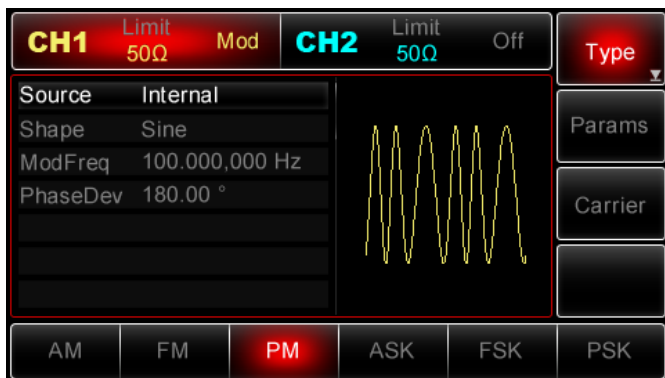 CH1 Limit 50Ω Mod CH2 Limit 50Ω Off
Type
Source Internal
Shape Sine
ModFreq 100.000,000 Hz
PhaseDev 180.00 °
Params
Carrier
AM FM PM ASK FSK PSK